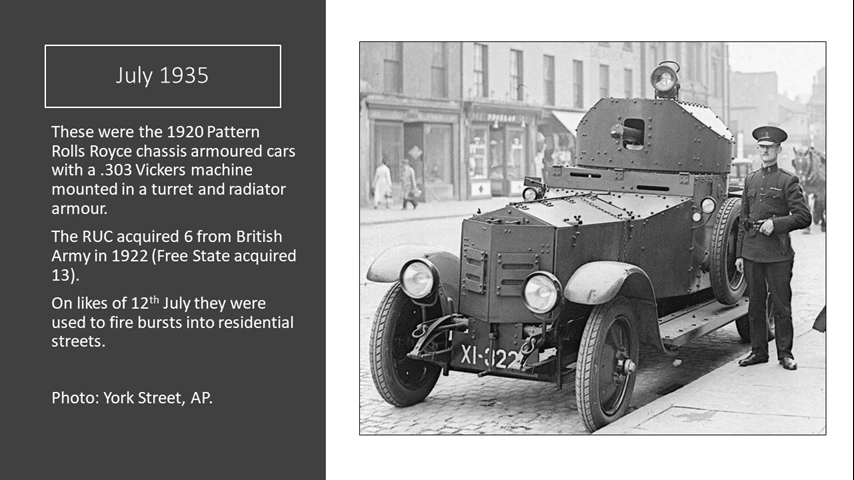 July 1935
These were the 1920 Pattern
Rolls Royce chassis armoured cars
with a .303 Vickers machine
mounted in a turret and radiator
armour.
The RUC acquired 6 from British
Army in 1922 (Free State acquired
13).
On likes of 12th July they were
used to fire bursts into residential
streets.
Photo: York Street, AP.
XI-322